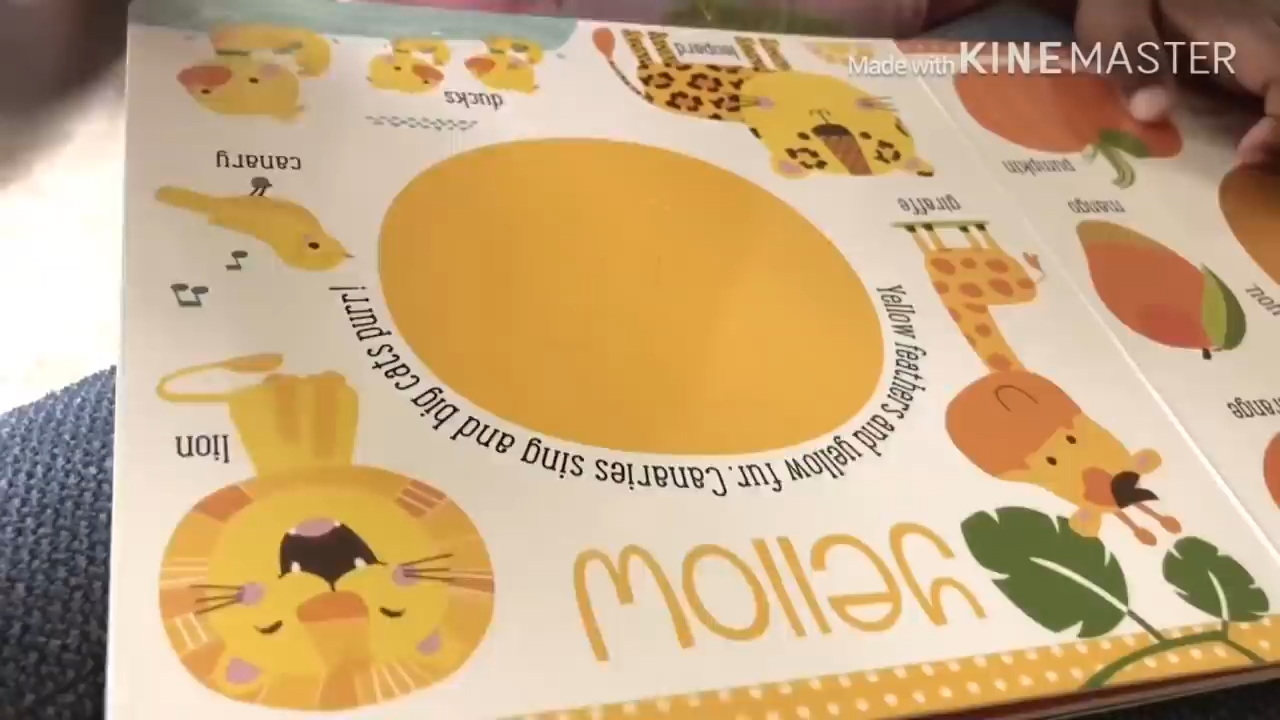 Made with KINEMASTER
yellow
Yellow feathers and yellow fur. Canaries sing and big cats purr!
giraffe
lion
canary
leopard
ducks
mango
pumpkin